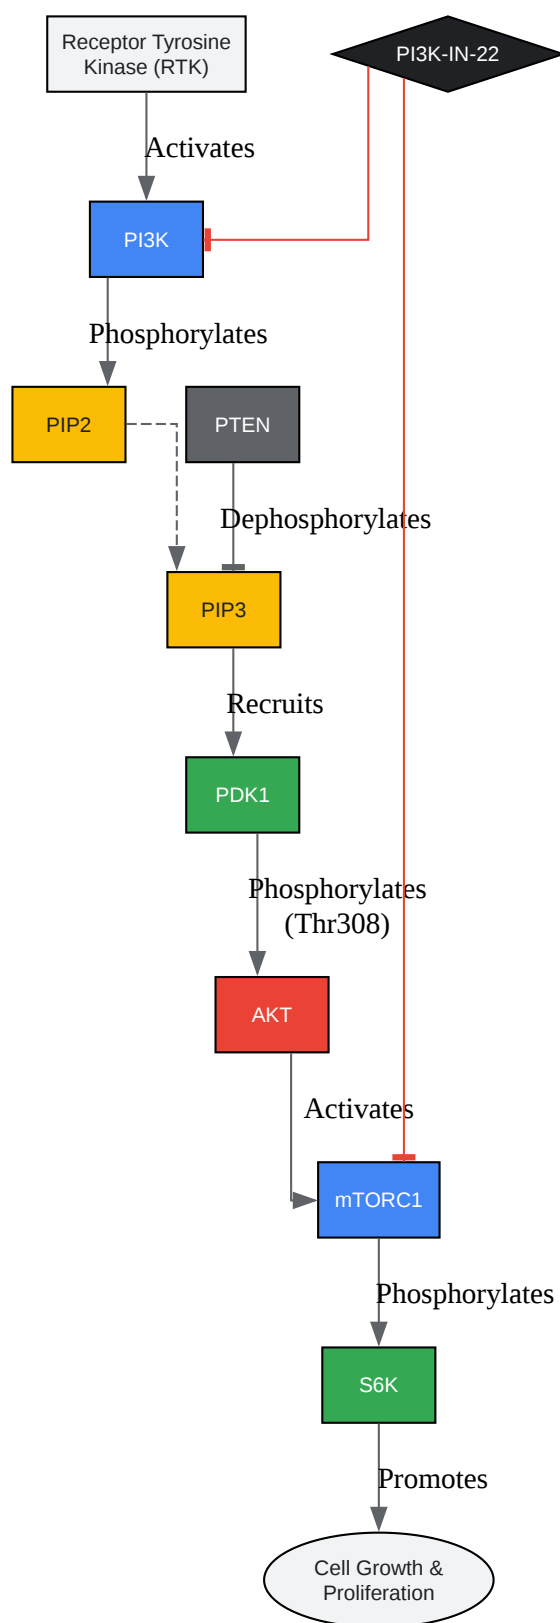 Receptor Tyrosine
Kinase (RTK)
PI3K-IN-22
Activates
PI3K
Phosphorylates
PIP2
PTEN
Dephosphorylates
PIP3
Recruits
PDK1
Phosphorylates
(Thr308)
AKT
Activates
mTORC1
Phosphorylates
S6K
Promotes
Cell Growth &
Proliferation